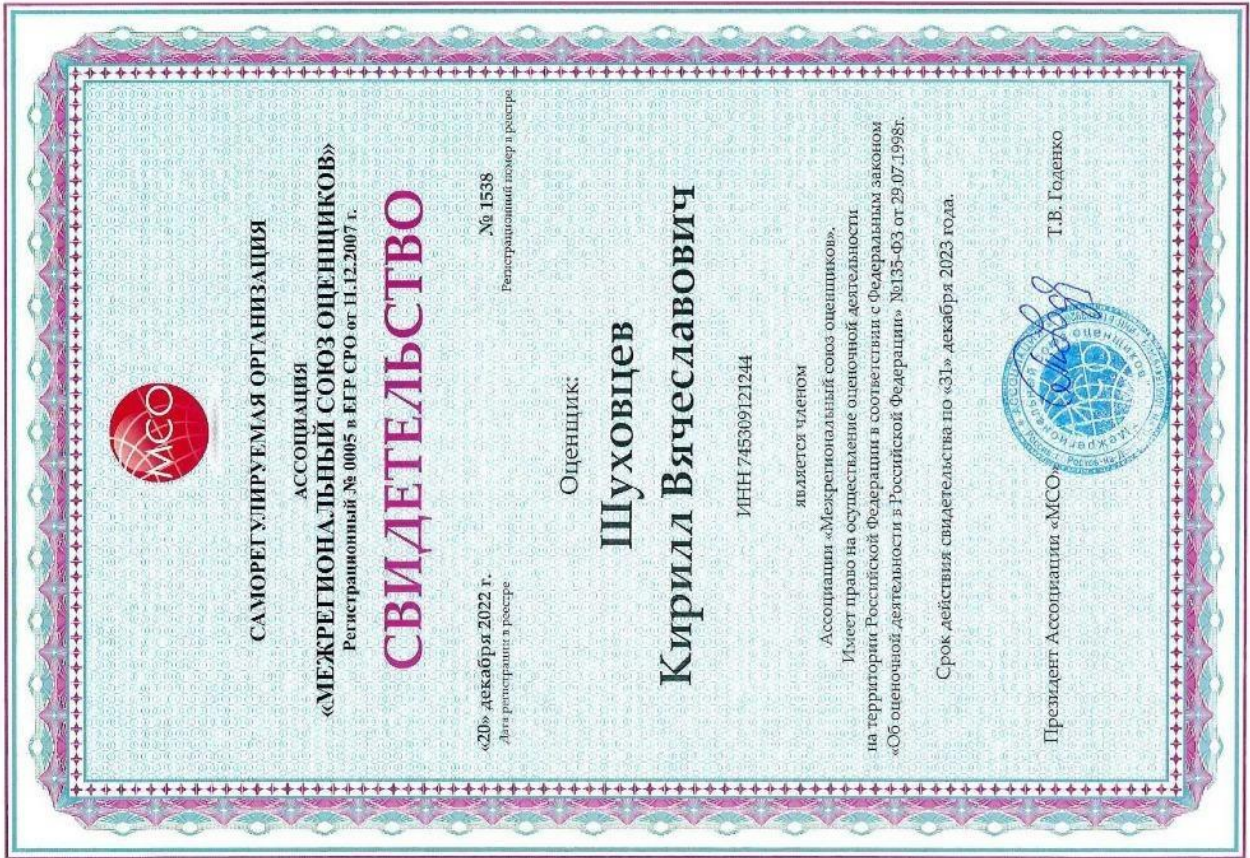 МСО
САМОРЕГУЛИРУЕМАЯ ОРГАНИЗАЦИЯ
АССОЦИАЦИЯ
«МЕЖРЕГИОНАЛЬНЫЙ СОЮЗ ОЦЕНЩИКОВ»
Регистрационный № 0005 в ЕГР СРО от 11.12.2007 г.
СВИДЕТЕЛЬСТВО
«20» декабря 2022 г. № 1538
Дата регистрации в реестре Регистрационный номер в реестре
Оценщик:
Шуховцев
Кирилл Вячеславович
ИНН 745309121244
является членом
Ассоциации «Межрегиональный союз оценщиков».
Имеет право на осуществление оценочной деятельности
на территории Российской Федерации в соответствии с Федеральным законом
«Об оценочной деятельности в Российской Федерации» №135-ФЗ от 29.07.1998г.
Срок действия свидетельства по «31» декабря 2023 года.
Президент Ассоциации «МСО» Т.В. Годенко